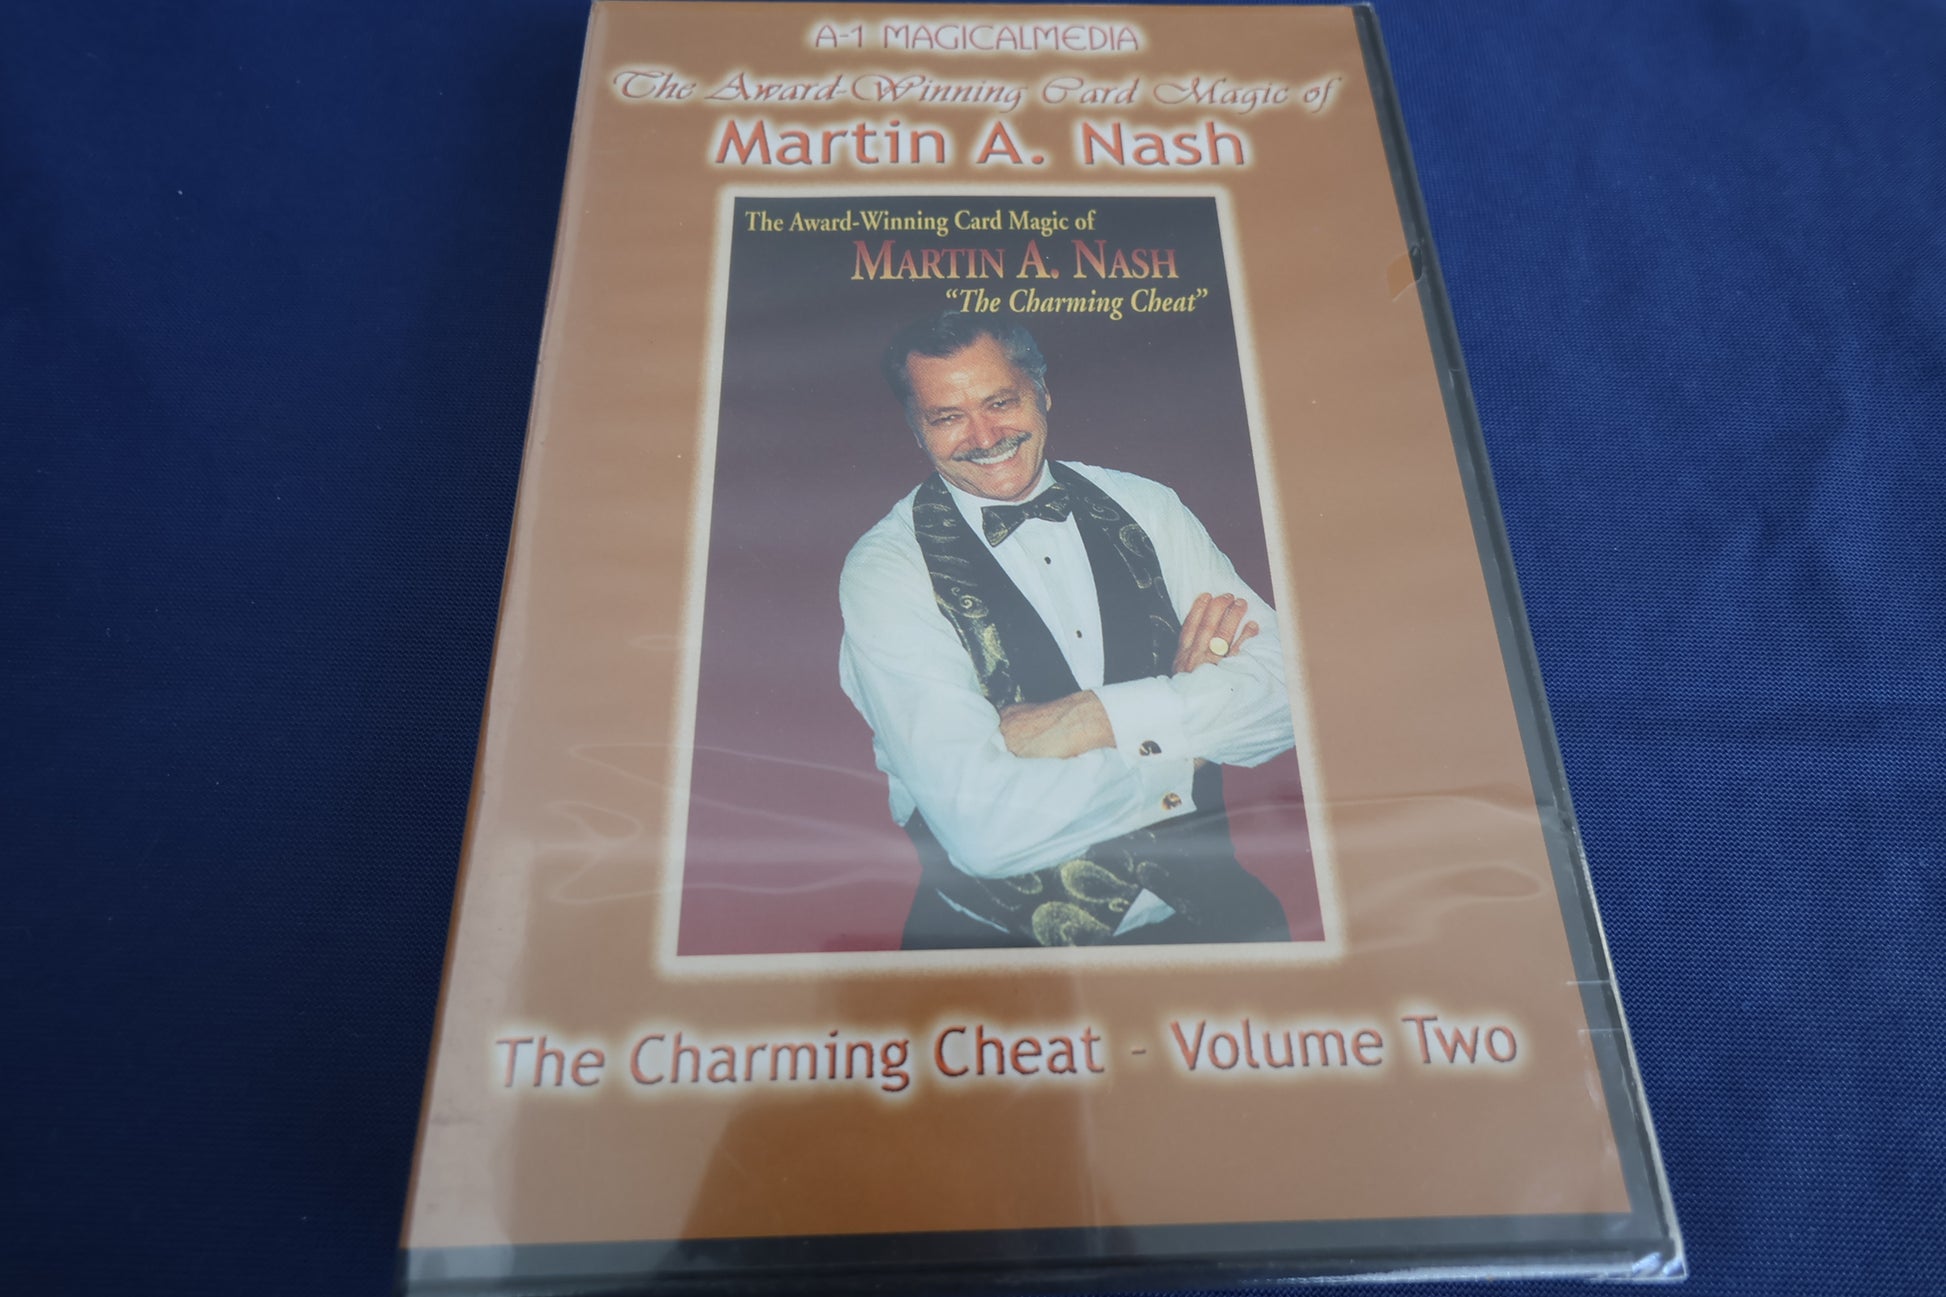 A-1 MAGICALMEDIA
The Award-Winning Card Magic of
Martin A. Nash
The Award-Winning Card Magic of
MARTIN A. NASH
"The Charming Cheat"
The Charming Cheat - Volume Two